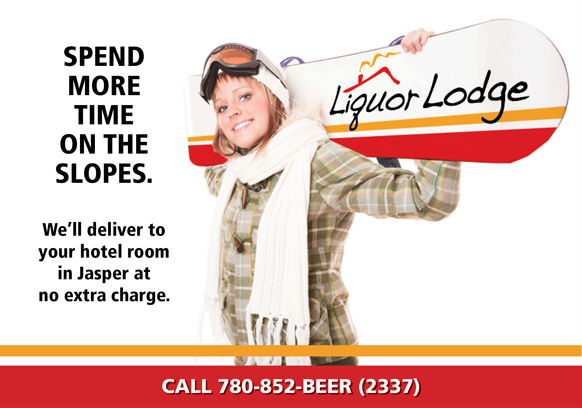 SPEND
MORE
TIME
ON THE
SLOPES.
We'll deliver to
your hotel room
in Jasper at
no extra charge.
Liquor Lodge
CALL 780-852-BEER (2337)